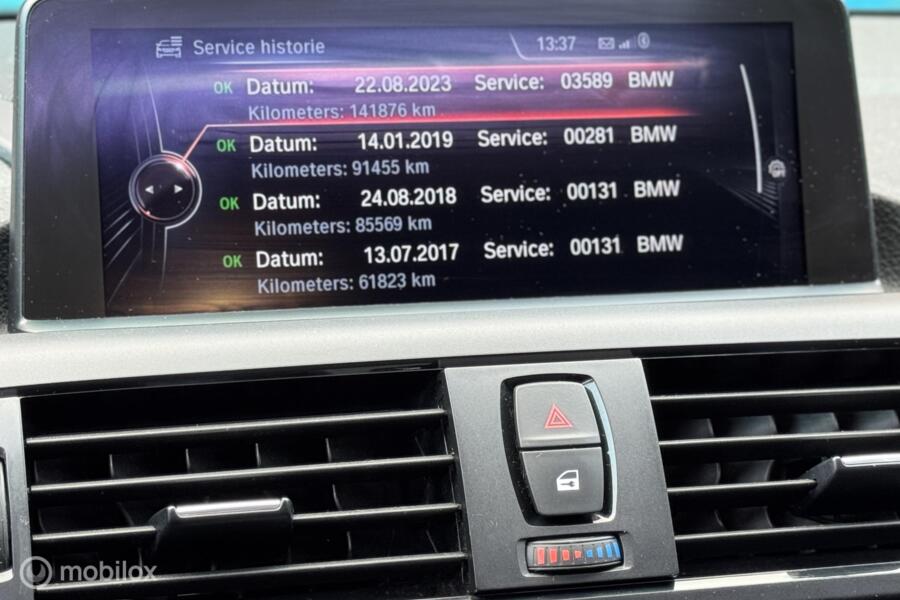 Service historie 13:37
OK Datum: 22.08.2023 Service: 03589 BMW
Kilometers: 141876 km
OK Datum: 14.01.2019 Service: 00281 BMW
Kilometers: 91455 km
OK Datum: 24.08.2018 Service: 00131 BMW
Kilometers: 85569 km
OK Datum: 13.07.2017 Service: 00131 BMW
Kilometers: 61823 km
mobilox